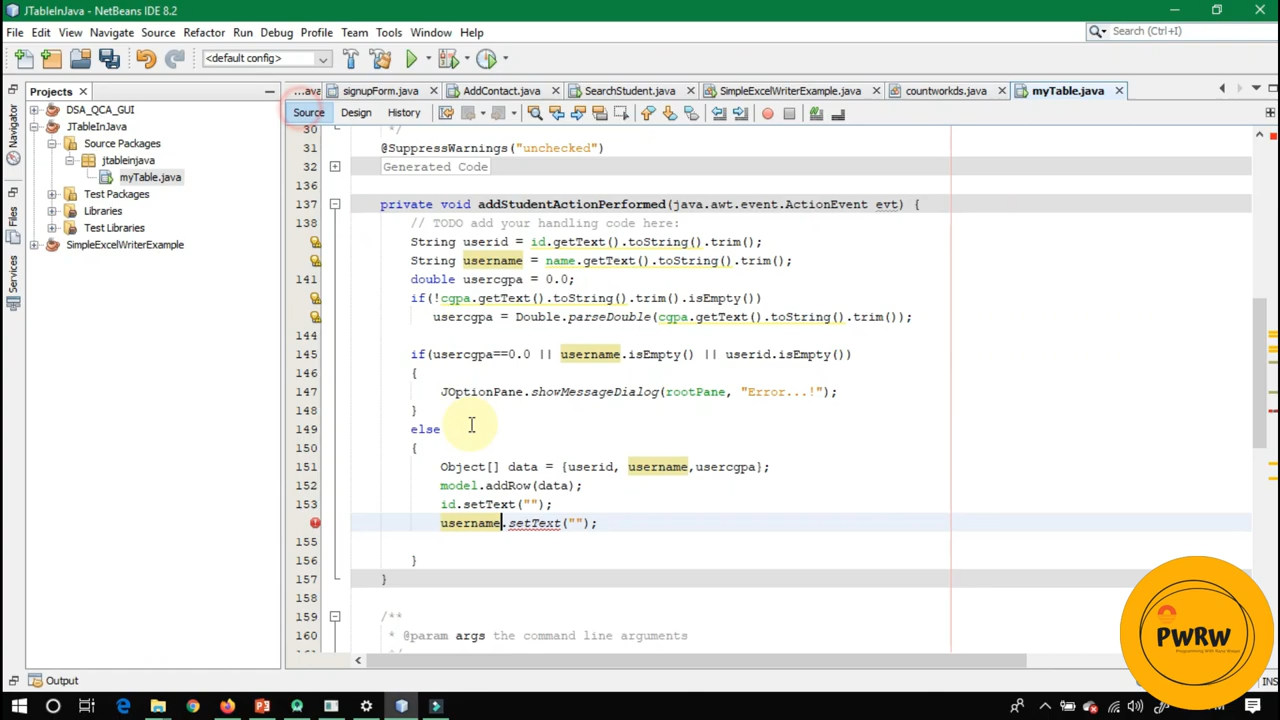 JTableInJava - NetBeans IDE 8.2
File Edit View Navigate Source Refactor Run Debug Profile Team Tools Window Help
Search (Ctrl+I)
<default config>
Projects
...ava signupForm.java AddContact.java SearchStudent.java SimpleExcelWriterExample.java countworkds.java myTable.java
Source Design History
Navigator
Files
Services
DSA_QCA_GUI
JTableInJava
Source Packages
jtableinjava
myTable.java
Test Packages
Libraries
Test Libraries
SimpleExcelWriterExample
30 */
31 @SuppressWarnings("unchecked")
32 Generated Code
136
137 private void addStudentActionPerformed(java.awt.event.ActionEvent evt) {
138 // TODO add your handling code here:
String userid = id.getText().toString().trim();
String username = name.getText().toString().trim();
141 double usercgpa = 0.0;
if(!cgpa.getText().toString().trim().isEmpty())
usercgpa = Double.parseDouble(cgpa.getText().toString().trim());
144
145 if(usercgpa==0.0 || username.isEmpty() || userid.isEmpty())
146 {
147 JOptionPane.showMessageDialog(rootPane, "Error...!");
148 }
149 else
150 {
151 Object[] data = {userid, username,usercgpa};
152 model.addRow(data);
153 id.setText("");
username.setText("");
155
156 }
157 }
158
159 /**
160 * @param args the command line arguments
Output
INS
PWRW